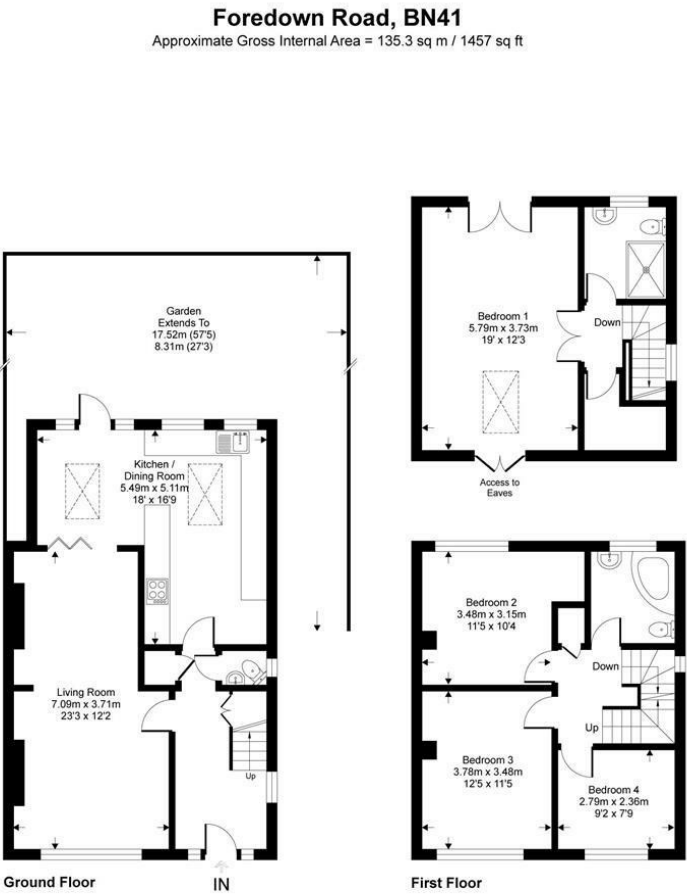 Foredown Road, BN41
Approximate Gross Internal Area = 135.3 sq m / 1457 sq ft
Garden
Extends To
17.52m (57'5)
8.31m (27'3)
Kitchen /
Dining Room
5.49m x 5.11m
18' x 16'9
Living Room
7.09m x 3.71m
23'3 x 12'2
Up
IN
Ground Floor
Bedroom 1
5.79m x 3.73m
19' x 12'3
Down
Access to
Eaves
Bedroom 2
3.48m x 3.15m
11'5 x 10'4
Down
Up
Bedroom 3
3.78m x 3.48m
12'5 x 11'5
Bedroom 4
2.79m x 2.36m
9'2 x 7'9
First Floor